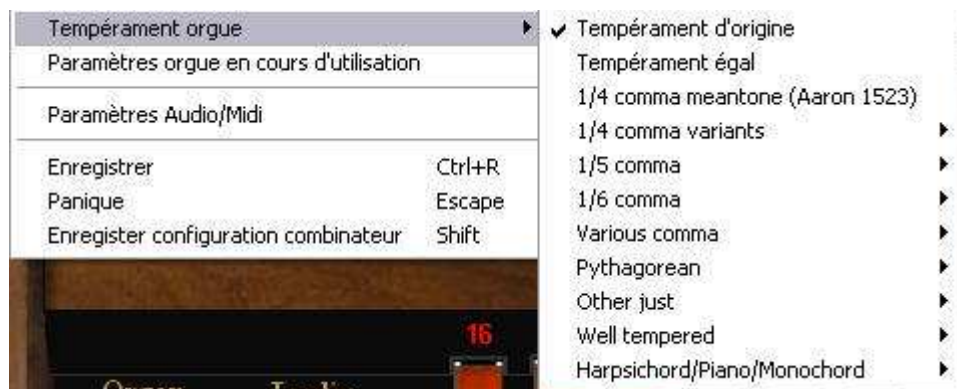 Tempérament orgue
Paramètres orgue en cours d'utilisation
Paramètres Audio/Midi
Enregistrer Ctrl+R
Panique Escape
Enregister configuration combinateur Shift
Tempérament d'origine
Tempérament égal
1/4 comma meantone (Aaron 1523)
1/4 comma variants
1/5 comma
1/6 comma
Various comma
Pythagorean
Other just
Well tempered
Harpsichord/Piano/Monochord
16